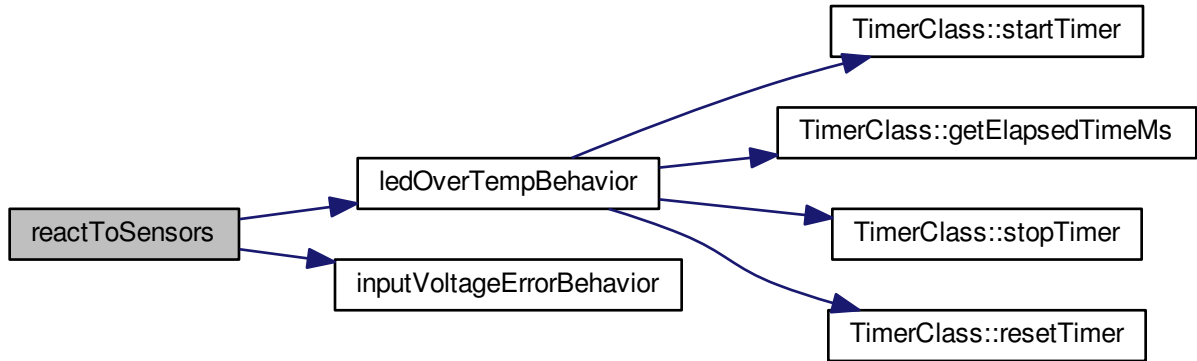 TimerClass::startTimer
TimerClass::getElapsedTimeMs
ledOverTempBehavior
reactToSensors
TimerClass::stopTimer
inputVoltageErrorBehavior
TimerClass::resetTimer